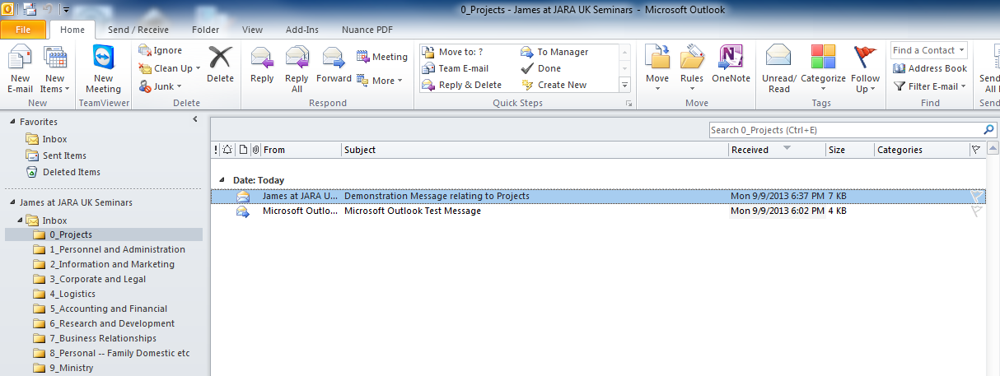 0_Projects - James at JARA UK Seminars - Microsoft Outlook
File Home Send / Receive Folder View Add-Ins Nuance PDF
New E-mail
New Items
New Meeting
Ignore
Clean Up
Junk
Delete
Reply
Reply All
Forward
Meeting
More
Move to: ?
Team E-mail
Reply & Delete
To Manager
Done
Create New
Move
Rules
OneNote
Unread/ Read
Categorize
Follow Up
Find a Contact
Address Book
Filter E-mail
Send
All
New TeamViewer Delete Respond Quick Steps Move Tags Find Send
Favorites
Inbox
Sent Items
Deleted Items
James at JARA UK Seminars
Inbox
0_Projects
1_Personnel and Administration
2_Information and Marketing
3_Corporate and Legal
4_Logistics
5_Accounting and Financial
6_Research and Development
7_Business Relationships
8_Personal -- Family Domestic etc
9_Ministry
Search 0_Projects (Ctrl+E)
From Subject Received Size Categories
Date: Today
James at JARA U... Demonstration Message relating to Projects Mon 9/9/2013 6:37 PM 7 KB
Microsoft Outlo... Microsoft Outlook Test Message Mon 9/9/2013 6:02 PM 4 KB